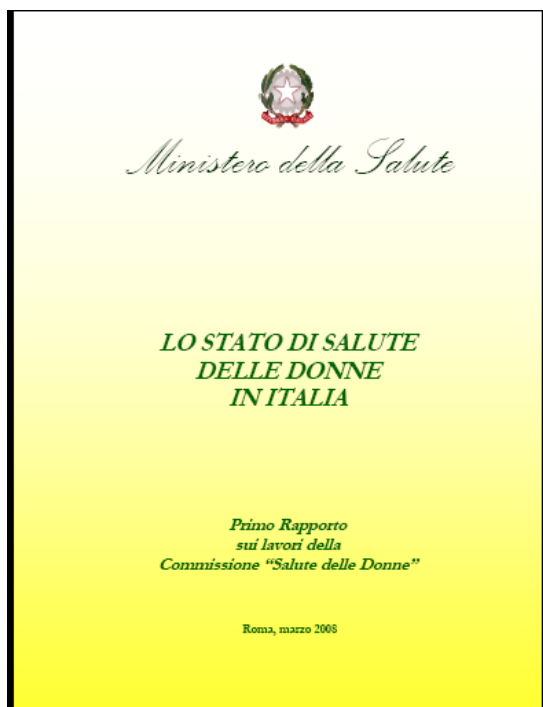 Ministero della Salute
LO STATO DI SALUTE
DELLE DONNE
IN ITALIA
Primo Rapporto
sui lavori della
Commissione “Salute delle Donne”
Roma, marzo 2008